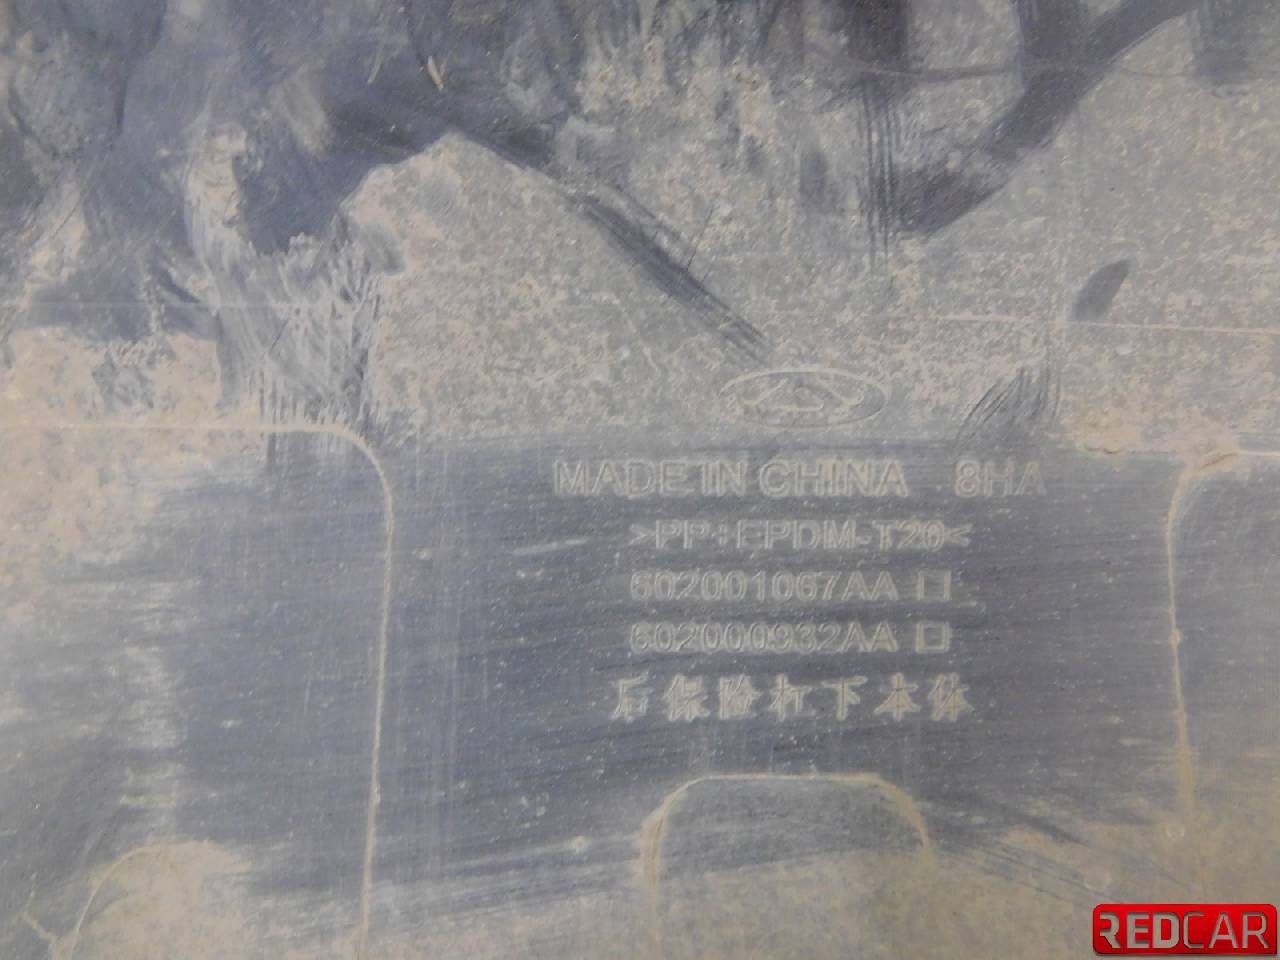 MADE IN CHINA 8HA
>PP+EPDM-T20<
602001067AA
602000932AA
后保险杠下本体
REDCAR